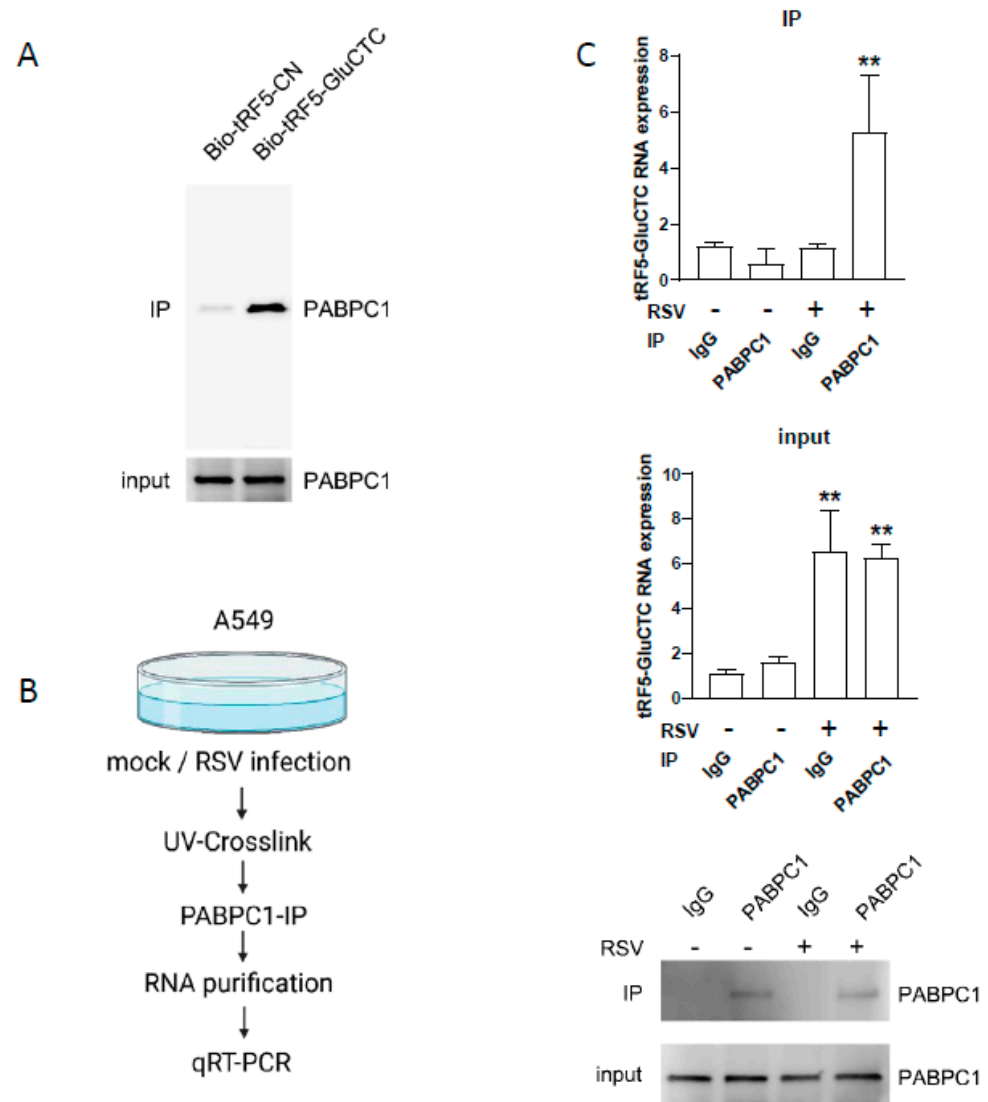 A
Bio-tRF5-CN
Bio-tRF5-GluCTC
IP
PABPC1
input
PABPC1
B
A549
mock / RSV infection
UV-Crosslink
PABPC1-IP
RNA purification
qRT-PCR
C
IP
tRF5-GluCTC RNA expression
8
6
4
2
0
**
RSV - - + +
IP IgG PABPC1 IgG PABPC1
input
tRF5-GluCTC RNA expression
10
8
6
4
2
0
** **
RSV - - + +
IP IgG PABPC1 IgG PABPC1
IgG PABPC1 IgG PABPC1
RSV - - + +
IP PABPC1
input PABPC1